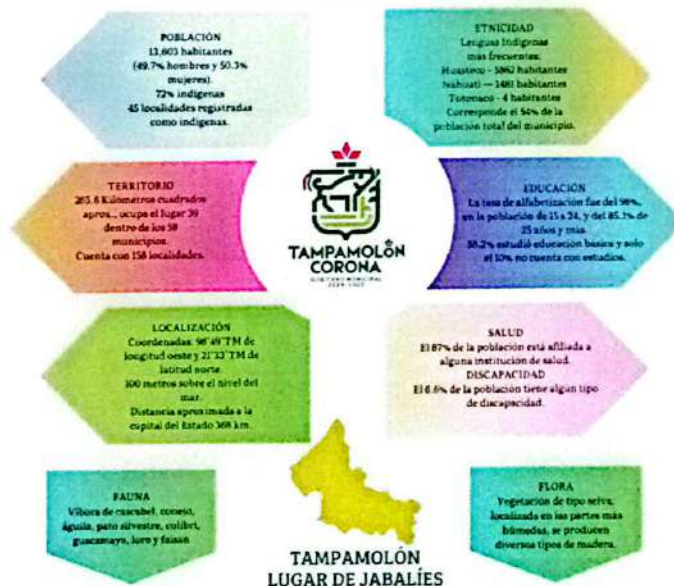 POBLACIÓN
13,603 habitantes
(49.7% hombres y 50.3%
mujeres).
72% indígenas
45 localidades registradas
como indígenas.
ETNICIDAD
Lenguas Indígenas
más frecuentes:
Huasteco - 5862 habitantes
Nahuatl — 1481 habitantes
Totonaco - 4 habitantes
Corresponde el 54% de la
población total del municipio.
TERRITORIO
Kilometros cuadrados
aprox., ocupa el lugar 39
dentro de los 58
municipios.
Cuenta con 158 localidades.
TAMPAMOLÓN
CORONA
EDUCACIÓN
La tasa de alfabetización fue del 98%,
en la población de 15 a 24, y del 85.1% de
25 años y más.
58.2% estudió educación básica y solo
el 10% no cuenta con estudios.
LOCALIZACIÓN
Coordenadas: 98°49"TM de
longitud oeste y 21°33"TM de
latitud norte.
100 metros sobre el nivel del
mar.
Distancia aproximada a la
capital del Estado 368 km.
SALUD
El 87% de la población está afiliada a
alguna institución de salud.
DISCAPACIDAD
El 6.6% de la población tiene algún tipo
de discapacidad.
FAUNA
Víbora de cascabel, conejo,
águila, pato silvestre, colibrí,
guacamaya, loro y faisan
FLORA
Vegetación de tipo selva,
localizada en las partes más
húmedas, se producen
diversos tipos de madera.
TAMPAMOLÓN
LUGAR DE JABALÍES